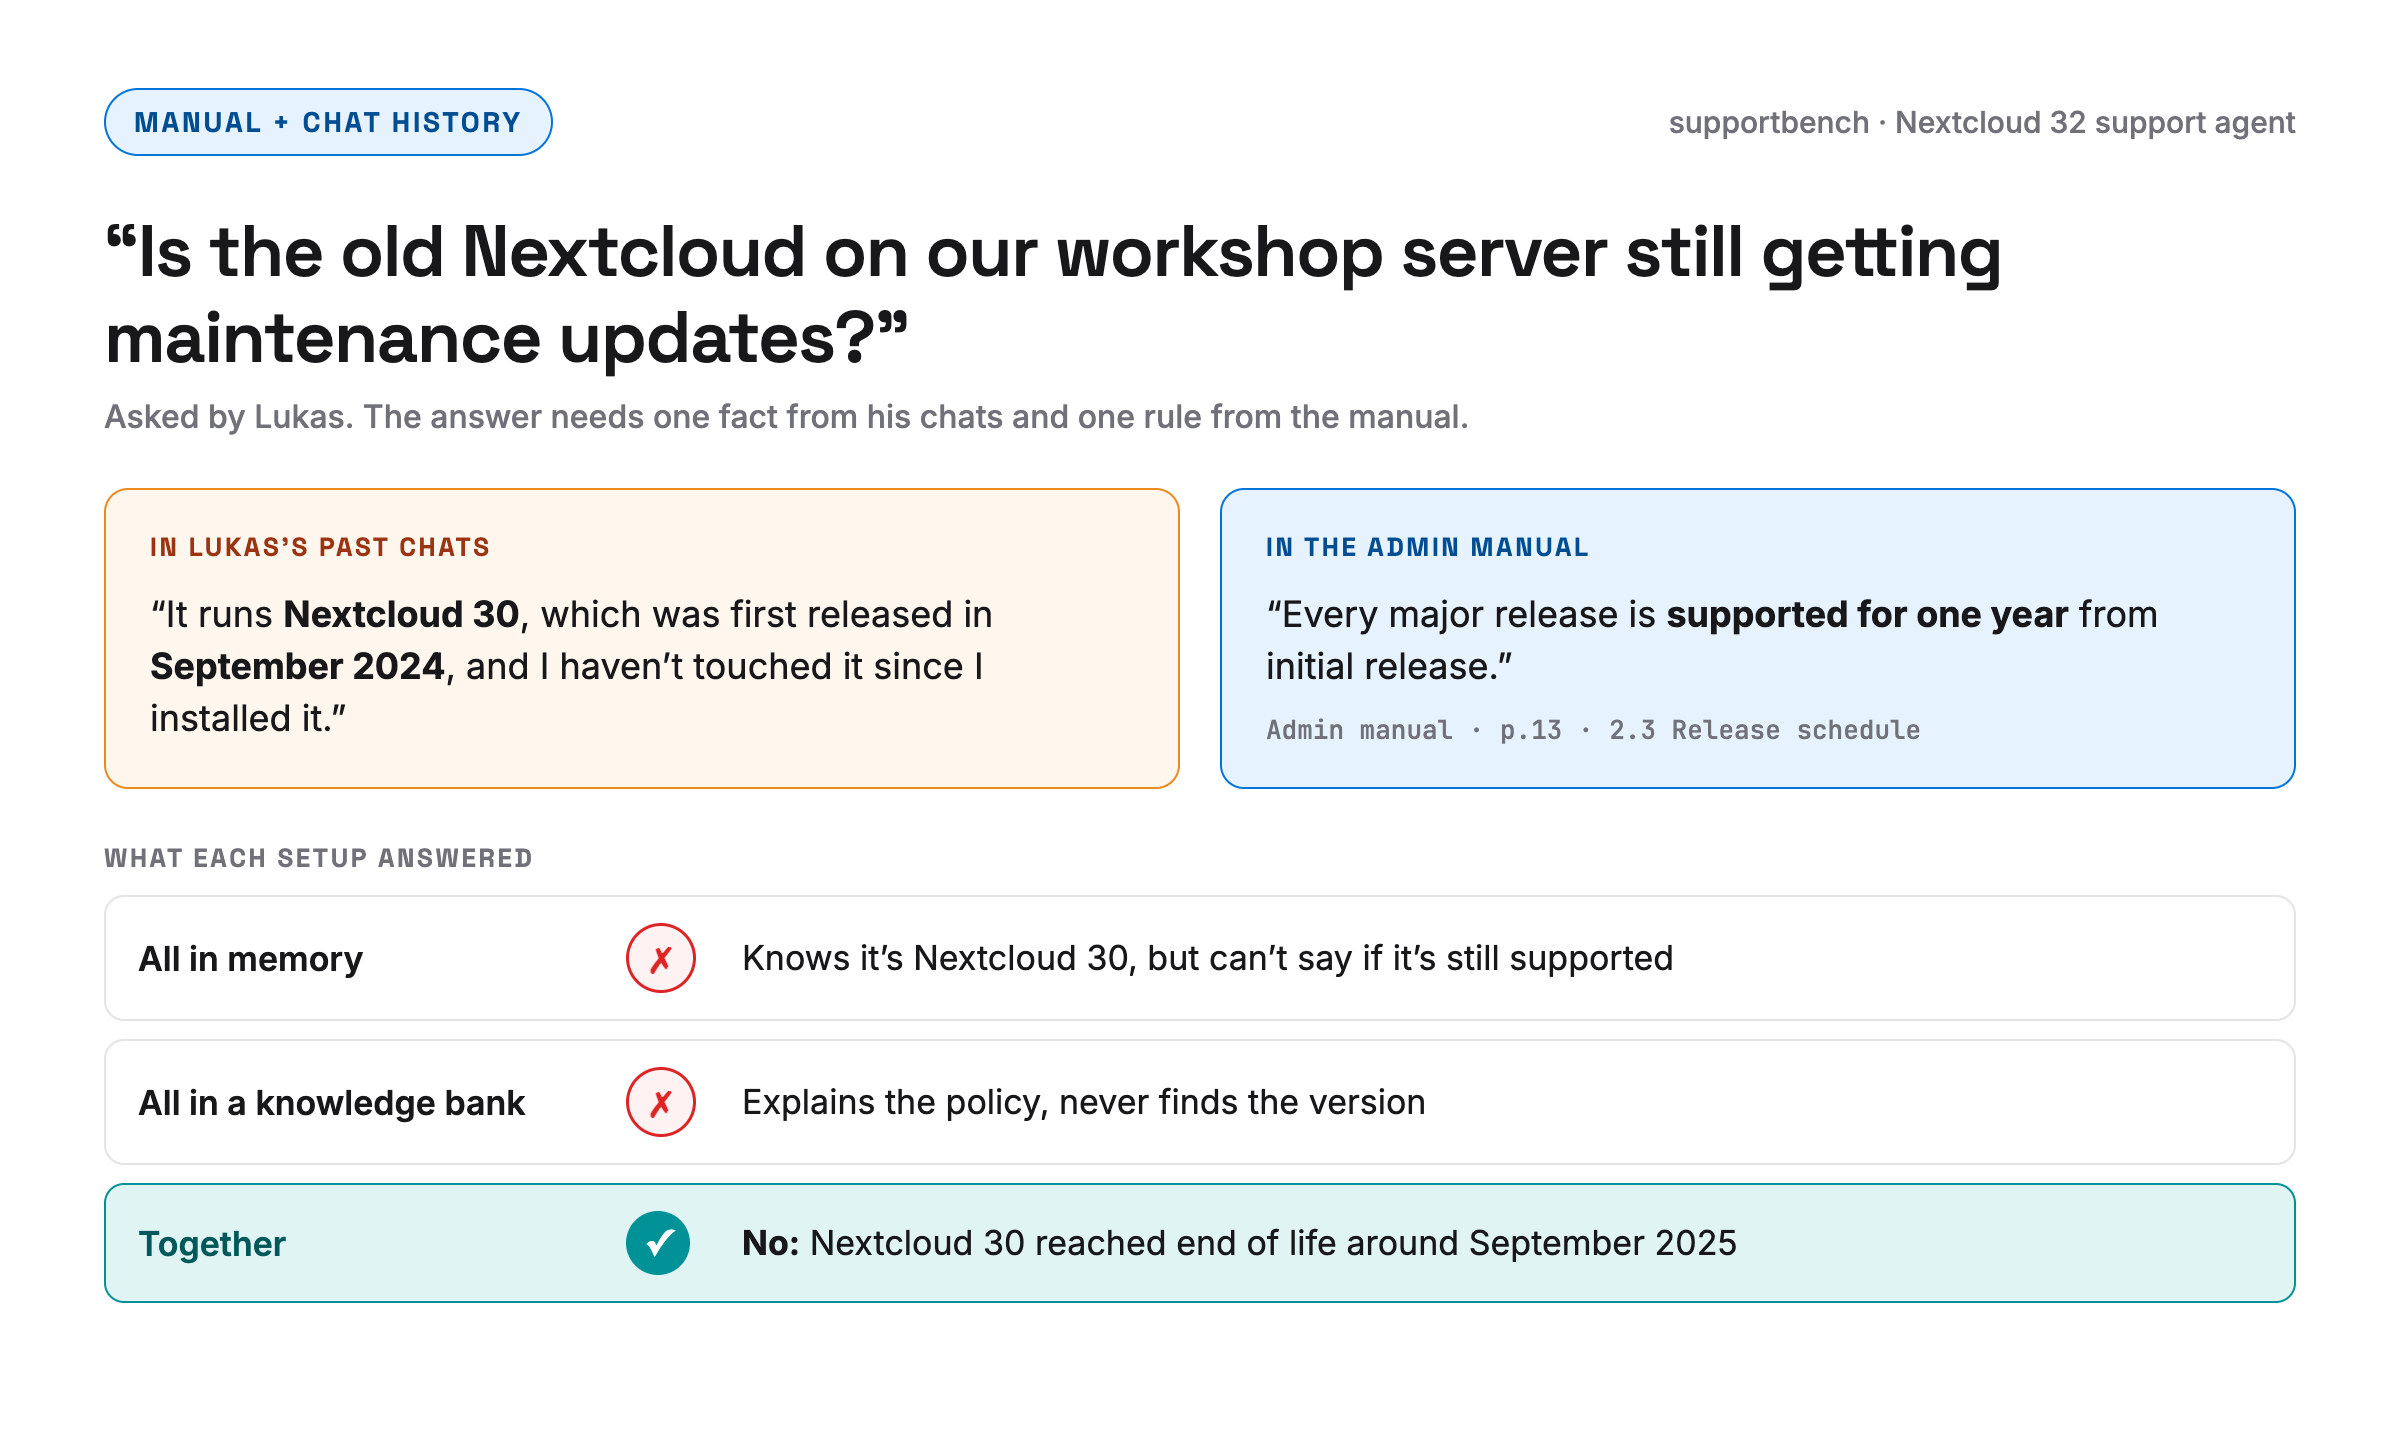 MANUAL + CHAT HISTORY
supportbench · Nextcloud 32 support agent
“Is the old Nextcloud on our workshop server still getting
maintenance updates?”
Asked by Lukas. The answer needs one fact from his chats and one rule from the manual.
IN LUKAS’S PAST CHATS
“It runs Nextcloud 30, which was first released in
September 2024, and I haven’t touched it since I
installed it.”
IN THE ADMIN MANUAL
“Every major release is supported for one year from
initial release.”
Admin manual · p.13 · 2.3 Release schedule
WHAT EACH SETUP ANSWERED
All in memory ✗ Knows it’s Nextcloud 30, but can’t say if it’s still supported
All in a knowledge bank ✗ Explains the policy, never finds the version
Together ✓ No: Nextcloud 30 reached end of life around September 2025